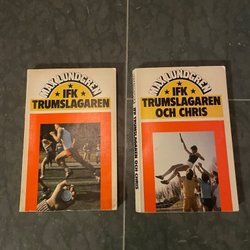 MAX LUNDGREN
IFK
TRUMSLAGAREN
MAX LUNDGREN
IFK
TRUMSLAGAREN
OCH CHRIS